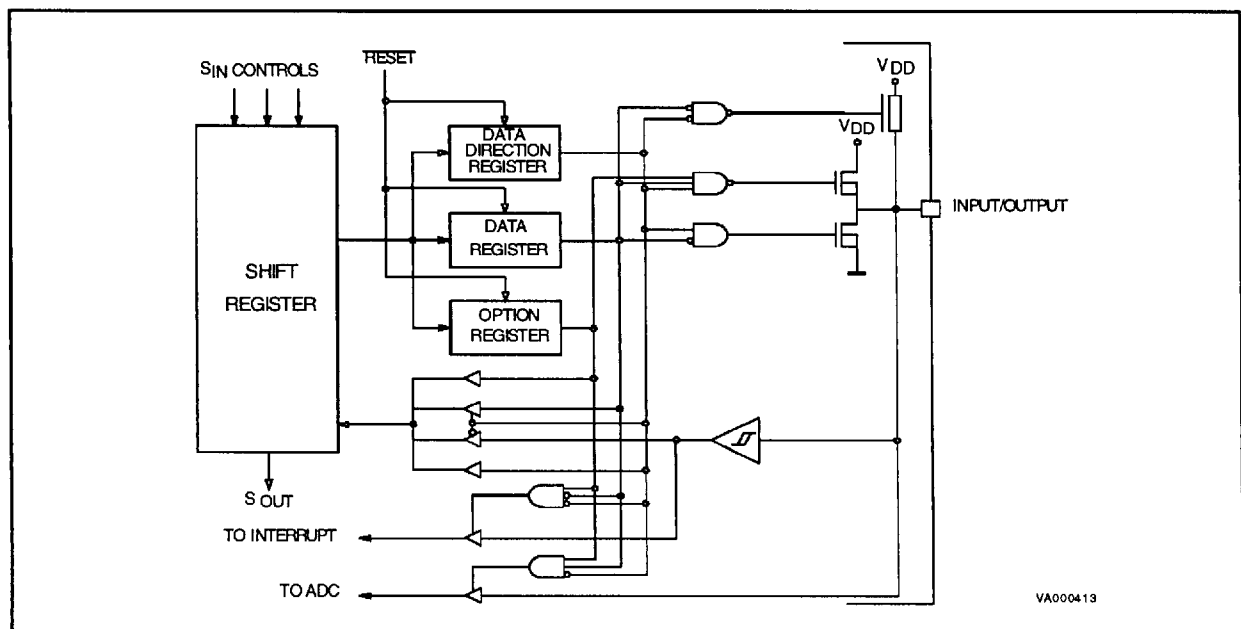 SIN CONTROLS
RESET
VDD
VDD
DATA
DIRECTION
REGISTER
DATA
REGISTER
INPUT/OUTPUT
SHIFT
REGISTER
OPTION
REGISTER
SOUT
TO INTERRUPT
TO ADC
VA000413